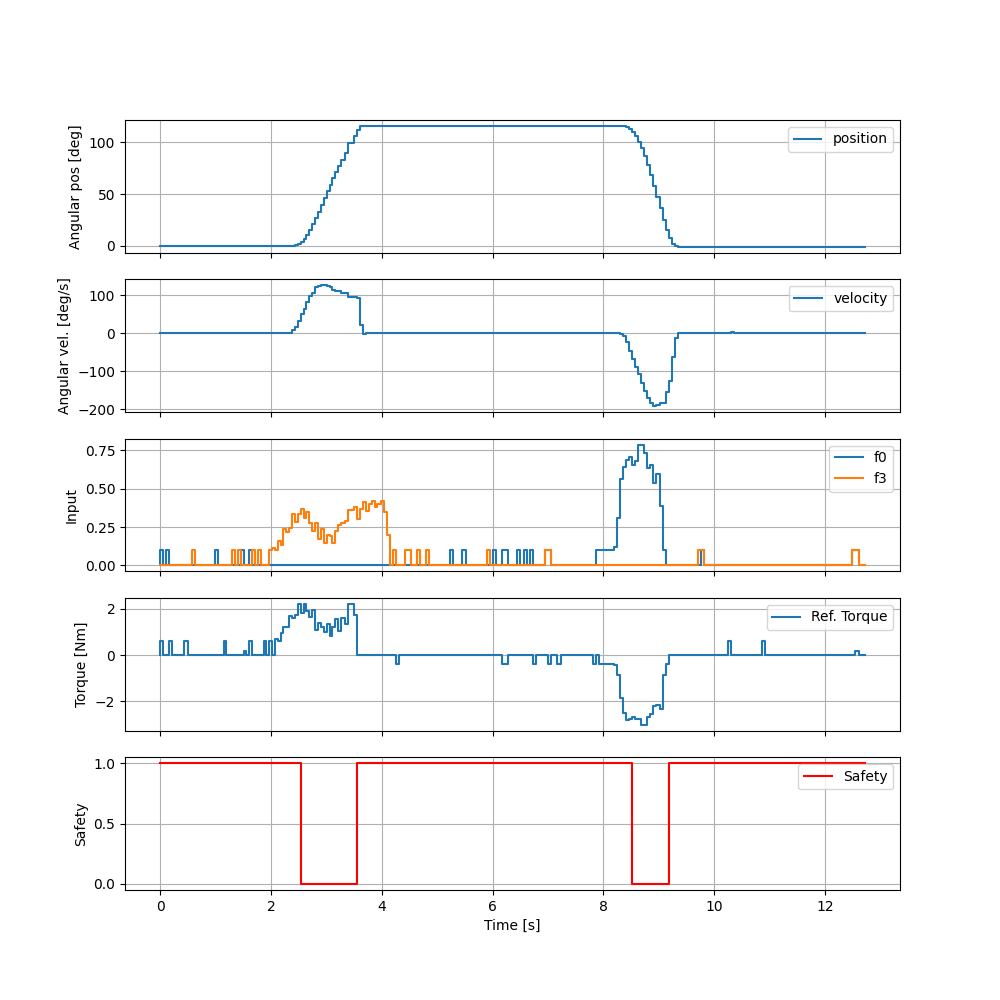 Angular pos [deg]
100
50
0
position
Angular vel. [deg/s]
100
0
−100
−200
velocity
Input
0.75
0.50
0.25
0.00
f0
f3
Torque [Nm]
2
0
−2
Ref. Torque
Safety
1.0
0.5
0.0
Safety
0 2 4 6 8 10 12
Time [s]